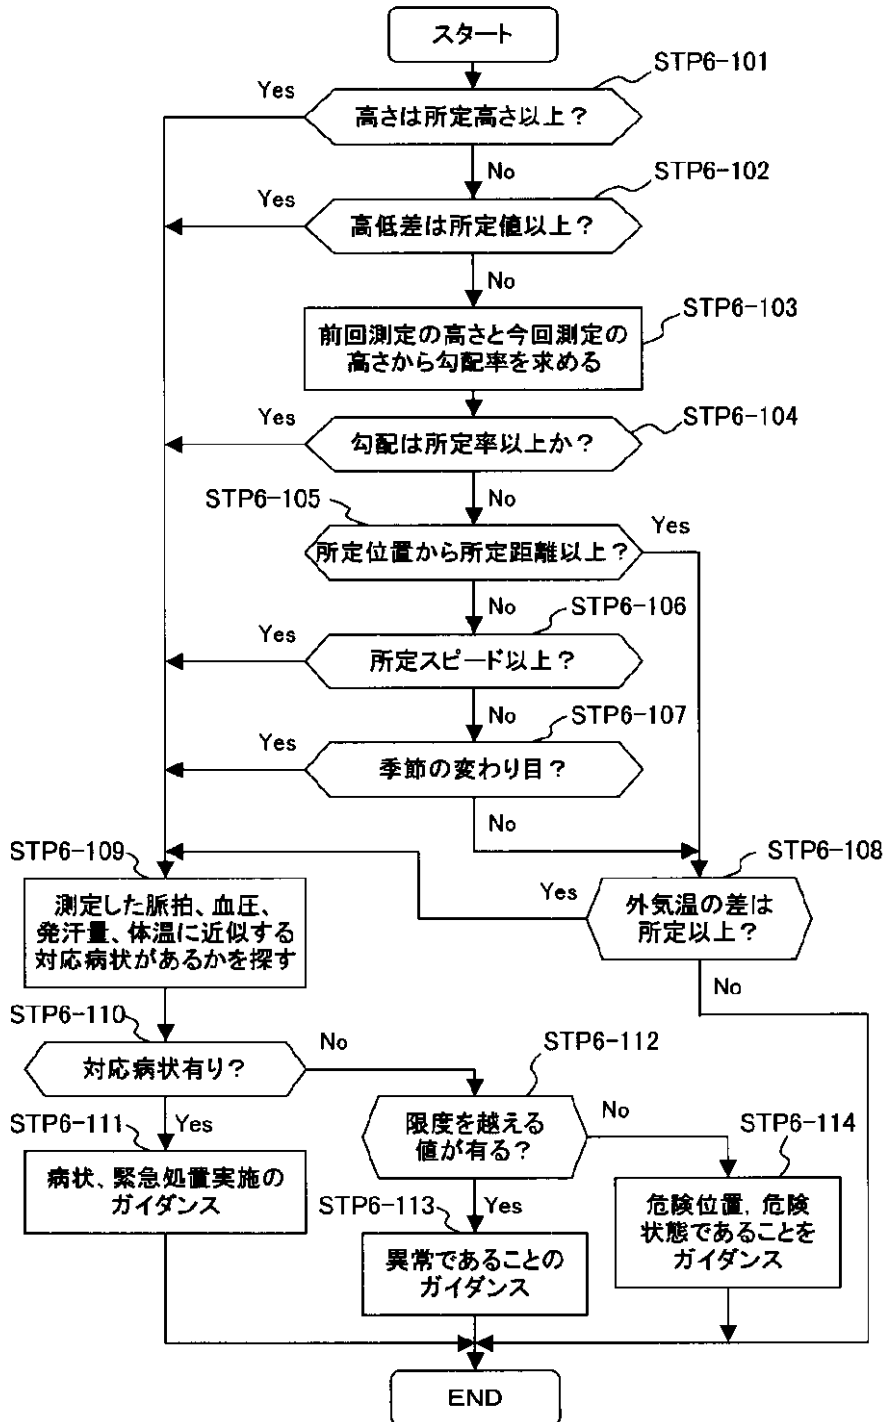 スタート
STP6-101
Yes
高さは所定高さ以上？
No
STP6-102
Yes
高低差は所定値以上？
No
STP6-103
前回測定の高さと今回測定の
高さから勾配率を求める
STP6-104
Yes
勾配は所定率以上か？
No
STP6-105
Yes
所定位置から所定距離以上？
No
STP6-106
Yes
所定スピード以上？
No
STP6-107
Yes
季節の変わり目？
No
STP6-109
STP6-108
測定した脈拍、血圧、
発汗量、体温に近似する
対応病状があるかを探す
Yes
外気温の差は
所定以上？
No
STP6-110
対応病状有り？
No
STP6-112
Yes
STP6-111
限度を越える
値が有る？
No
STP6-114
病状、緊急処置実施の
ガイダンス
STP6-113
Yes
異常であることの
ガイダンス
危険位置，危険
状態であることを
ガイダンス
END